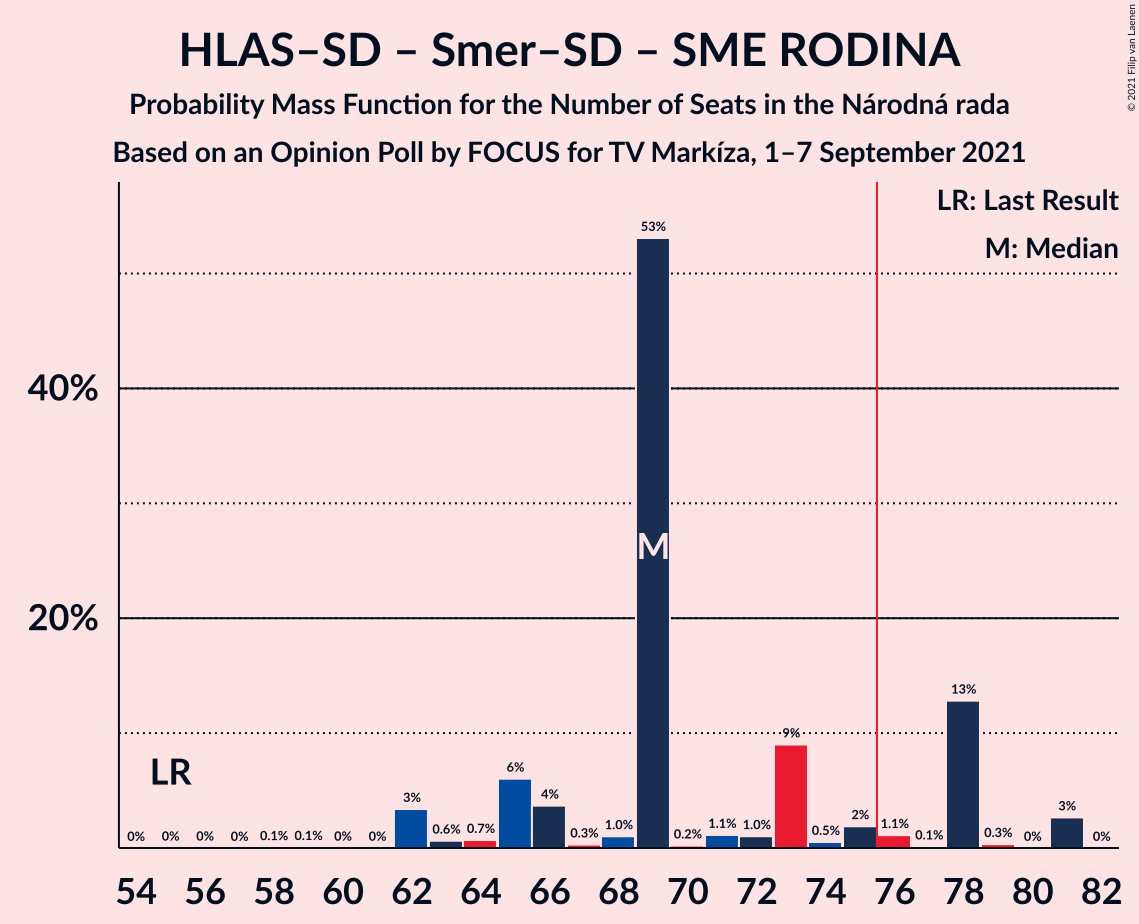 HLAS–SD – Smer–SD – SME RODINA
Probability Mass Function for the Number of Seats in the Národná rada
Based on an Opinion Poll by FOCUS for TV Markíza, 1–7 September 2021
© 2021 Filip van Laenen
LR: Last Result
M: Median
53%
40%
M
20%
13%
9%
LR
6%
4%
3%
3%
2%
0% 0% 0% 0% 0.1% 0.1% 0% 0% 0.6% 0.7% 0.3% 1.0% 0.2% 1.1% 1.0% 0.5% 1.1% 0.1% 0.3% 0% 0%
54 56 58 60 62 64 66 68 70 72 74 76 78 80 82